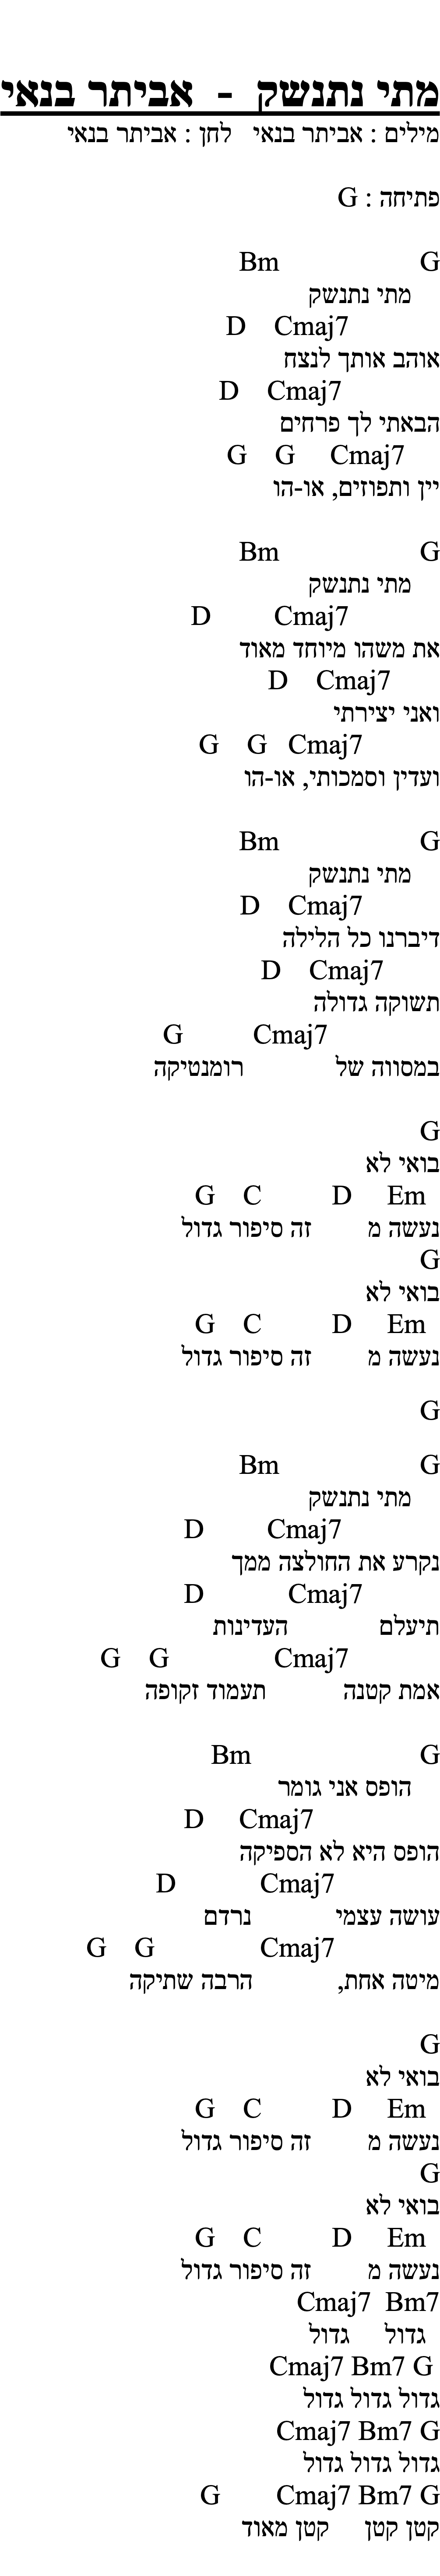 מתי נתנשק - אביתר בנאי
מילים : אביתר בנאי לחן : אביתר בנאי
פתיחה : G
Bm G
מתי נתנשק
D Cmaj7
אוהב אותך לנצח
D Cmaj7
הבאתי לך פרחים
G G Cmaj7
יין ותפוזים, או-הו
Bm G
מתי נתנשק
D Cmaj7
את משהו מיוחד מאוד
D Cmaj7
ואני יצירתי
G G Cmaj7
ועדין וסמכותי, או-הו
Bm G
מתי נתנשק
D Cmaj7
דיברנו כל הלילה
D Cmaj7
תשוקה גדולה
G Cmaj7
במסווה של רומנטיקה
G
בואי לא
G C D Em
נעשה מ זה סיפור גדול
G
בואי לא
G C D Em
נעשה מ זה סיפור גדול
G
Bm G
מתי נתנשק
D Cmaj7
נקרע את החולצה ממך
D Cmaj7
תיעלם העדינות
G G Cmaj7
אמת קטנה תעמוד זקופה
Bm G
הופס אני גומר
D Cmaj7
הופס היא לא הספיקה
D Cmaj7
עושה עצמי נרדם
G G Cmaj7
מיטה אחת, הרבה שתיקה
G
בואי לא
G C D Em
נעשה מ זה סיפור גדול
G
בואי לא
G C D Em
נעשה מ זה סיפור גדול
Cmaj7 Bm7
גדול גדול
Cmaj7 Bm7 G
גדול גדול גדול
Cmaj7 Bm7 G
גדול גדול גדול
G Cmaj7 Bm7 G
קטן קטן קטן מאוד